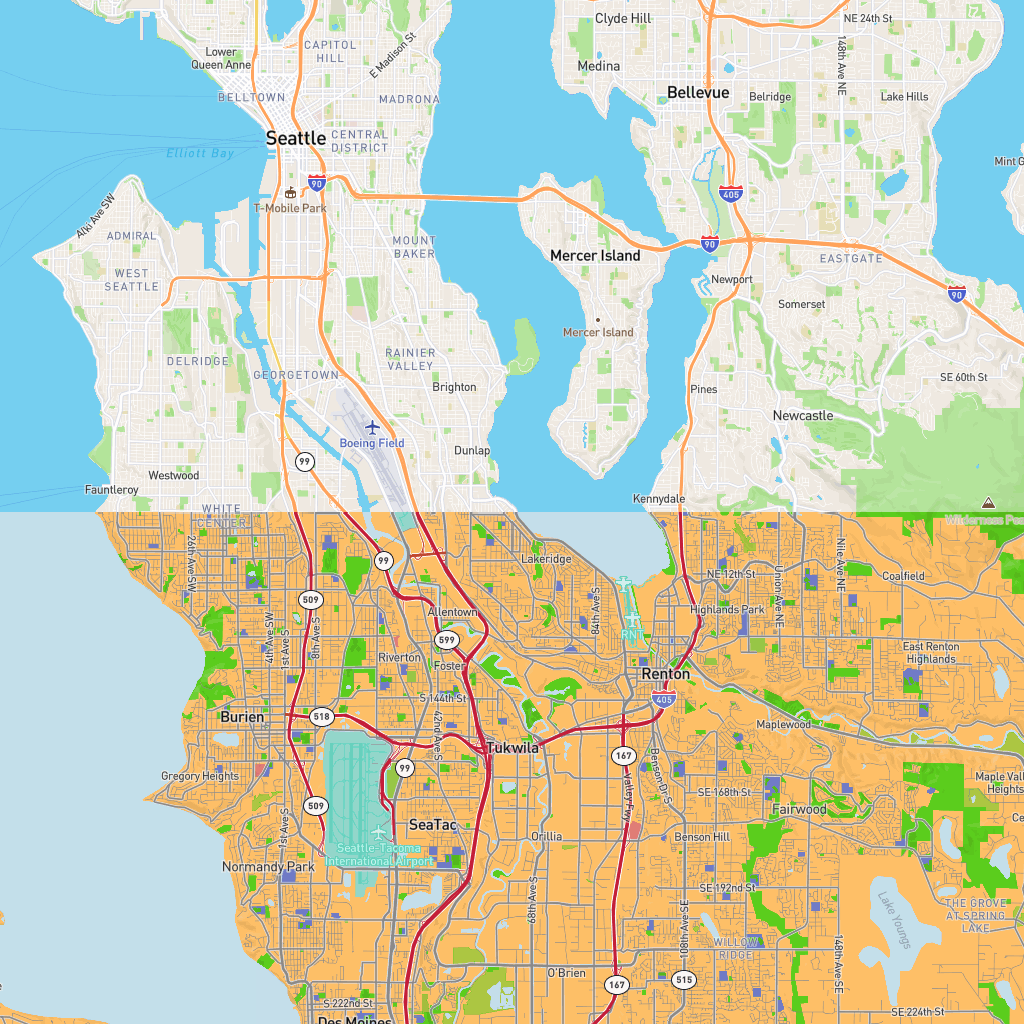 Clyde Hill
NE 24th St
CAPITOL
HILL
E Madison St
148th Ave NE
Lower
Queen Anne
Medina
Bellevue
BELLTOWN
MADRONA
Belridge
Lake Hills
Seattle
CENTRAL
DISTRICT
Elliott Bay
90
405
T-Mobile Park
Alki Ave SW
ADMIRAL
MOUNT
BAKER
90
Mercer Island
EASTGATE
WEST
SEATTLE
Newport
90
Somerset
Mercer Island
DELRIDGE
RAINIER
VALLEY
GEORGETOWN
SE 60th St
Brighton
Pines
Newcastle
Boeing Field
Dunlap
99
Westwood
Fauntleroy
Kennydale
WHITE
CENTER
26th Ave SW
99
Lakeridge
Nile Ave NE
NE 12th St
Union Ave NE
Coalfield
509
84th Ave S
Highlands Park
Allentown
4th Ave SW
1st Ave S
8th Ave S
RNT
599
East Renton
Highlands
Riverton
Foster
Renton
S 144th St
405
Burien
518
42nd Ave S
Maplewood
Tukwila
167
Benson Dr S
99
Gregory Heights
Valley Fwy
SE 168th St
Maple Val
Heights
509
Fairwood
1st Ave S
SeaTac
Orillia
Benson Hill
Seattle-Tacoma
International Airport
Normandy Park
68th Ave S
SE 192nd St
Lake Youngs
THE GROVE
AT SPRING
LAKE
108th Ave SE
WILLOW
RIDGE
148th Ave SE
O'Brien
167
515
S 222nd St
SE 224th St
Des Moines